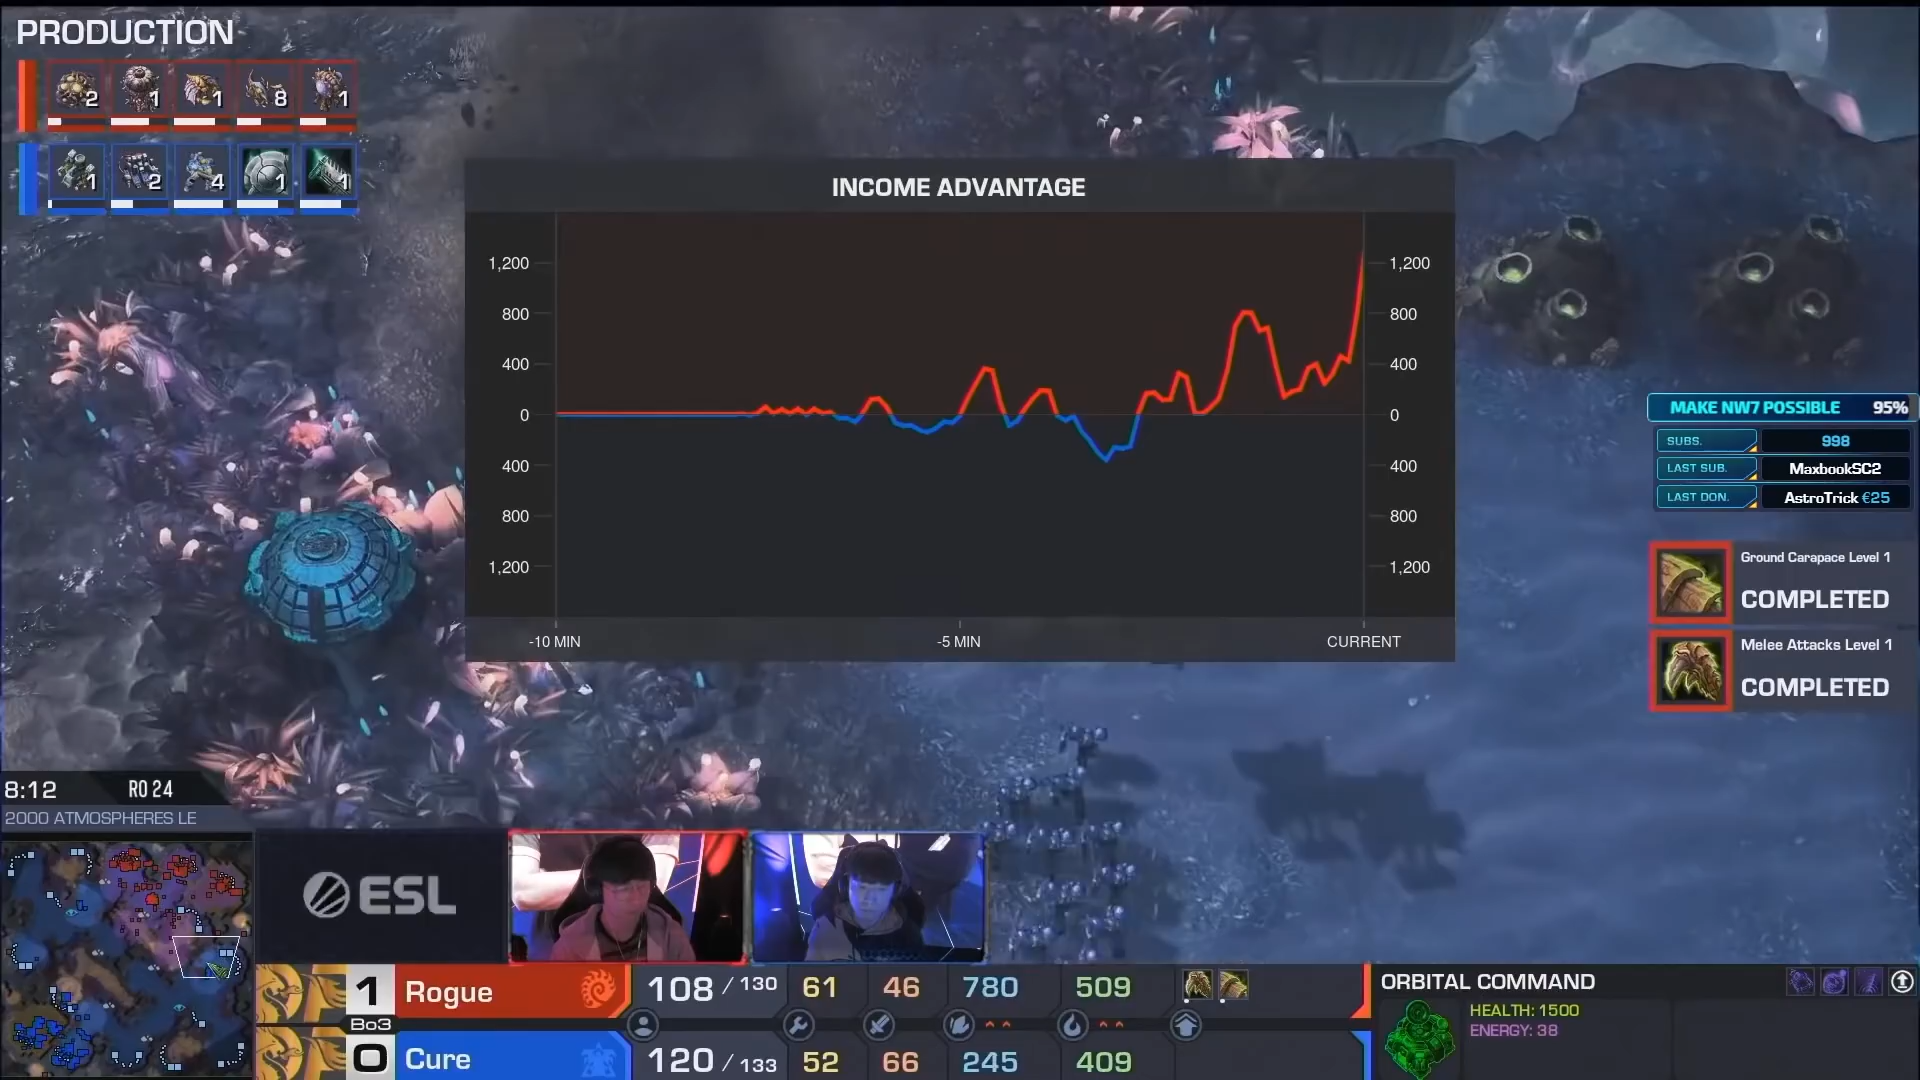 PRODUCTION
2 1 1 8 1
1 2 4 1 1
INCOME ADVANTAGE
1,200 1,200
800 800
400 400
0 0
400 400
800 800
1,200 1,200
-10 MIN -5 MIN CURRENT
MAKE NW7 POSSIBLE 95%
SUBS. 998
LAST SUB. MaxbookSC2
LAST DON. AstroTrick €25
Ground Carapace Level 1
COMPLETED
Melee Attacks Level 1
COMPLETED
8:12 RO 24
2000 ATMOSPHERES LE
ESL
1 Rogue 108 / 130 61 46 780 509
Bo3
0 Cure 120 / 133 52 66 245 409
ORBITAL COMMAND
HEALTH: 1500
ENERGY: 38